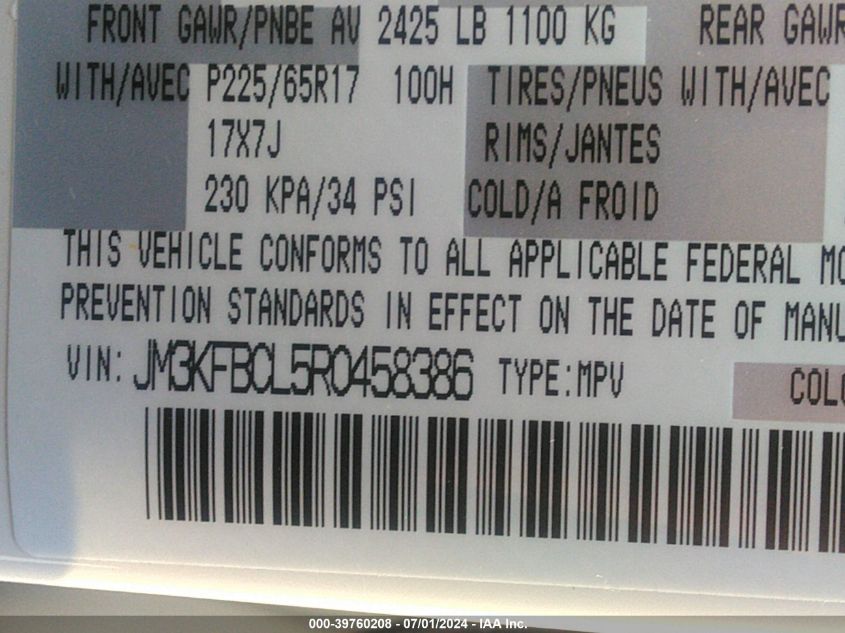 FRONT GAWR/PNBE AV 2425 LB 1100 KG REAR GAWR
WITH/AVEC P225/65R17 100H TIRES/PNEUS WITH/AVEC
17X7J RIMS/JANTES
230 KPA/34 PSI COLD/A FROID
THIS VEHICLE CONFORMS TO ALL APPLICABLE FEDERAL MO
PREVENTION STANDARDS IN EFFECT ON THE DATE OF MANU
VIN: JM3KFBCL5R0458386 TYPE:MPV COLO
000-39760208 - 07/01/2024 - IAA Inc.